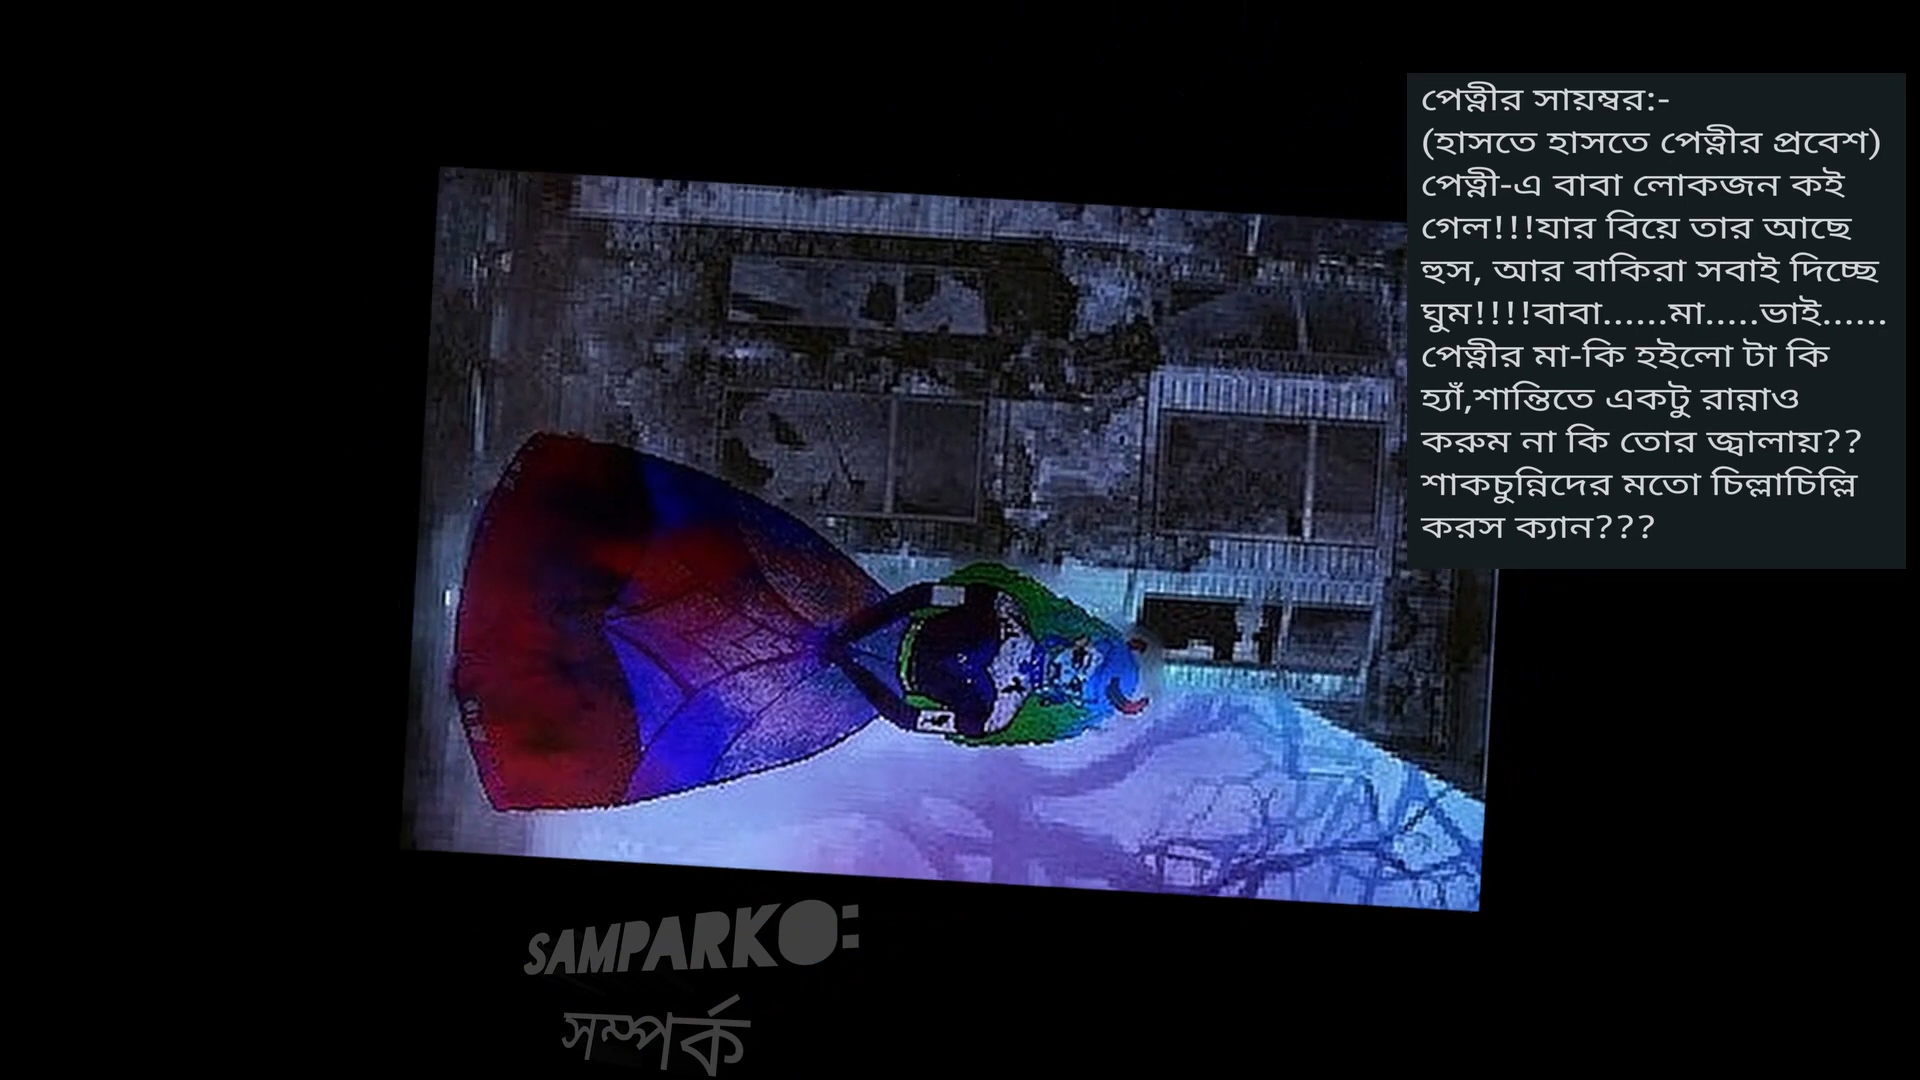 পেত্নীর সায়ম্বর:-
(হাসতে হাসতে পেত্নীর প্রবেশ)
পেত্নী-এ বাবা লোকজন কই
গেল!!!যার বিয়ে তার আছে
হুস, আর বাকিরা সবাই দিচ্ছে
ঘুম!!!!বাবা......মা.....ভাই......
পেত্নীর মা-কি হইলো টা কি
হ্যাঁ,শান্তিতে একটু রান্নাও
করুম না কি তোর জ্বালায়??
শাকচুন্নিদের মতো চিল্লাচিল্লি
করস ক্যান???
SAMPARKO:
সম্পর্ক